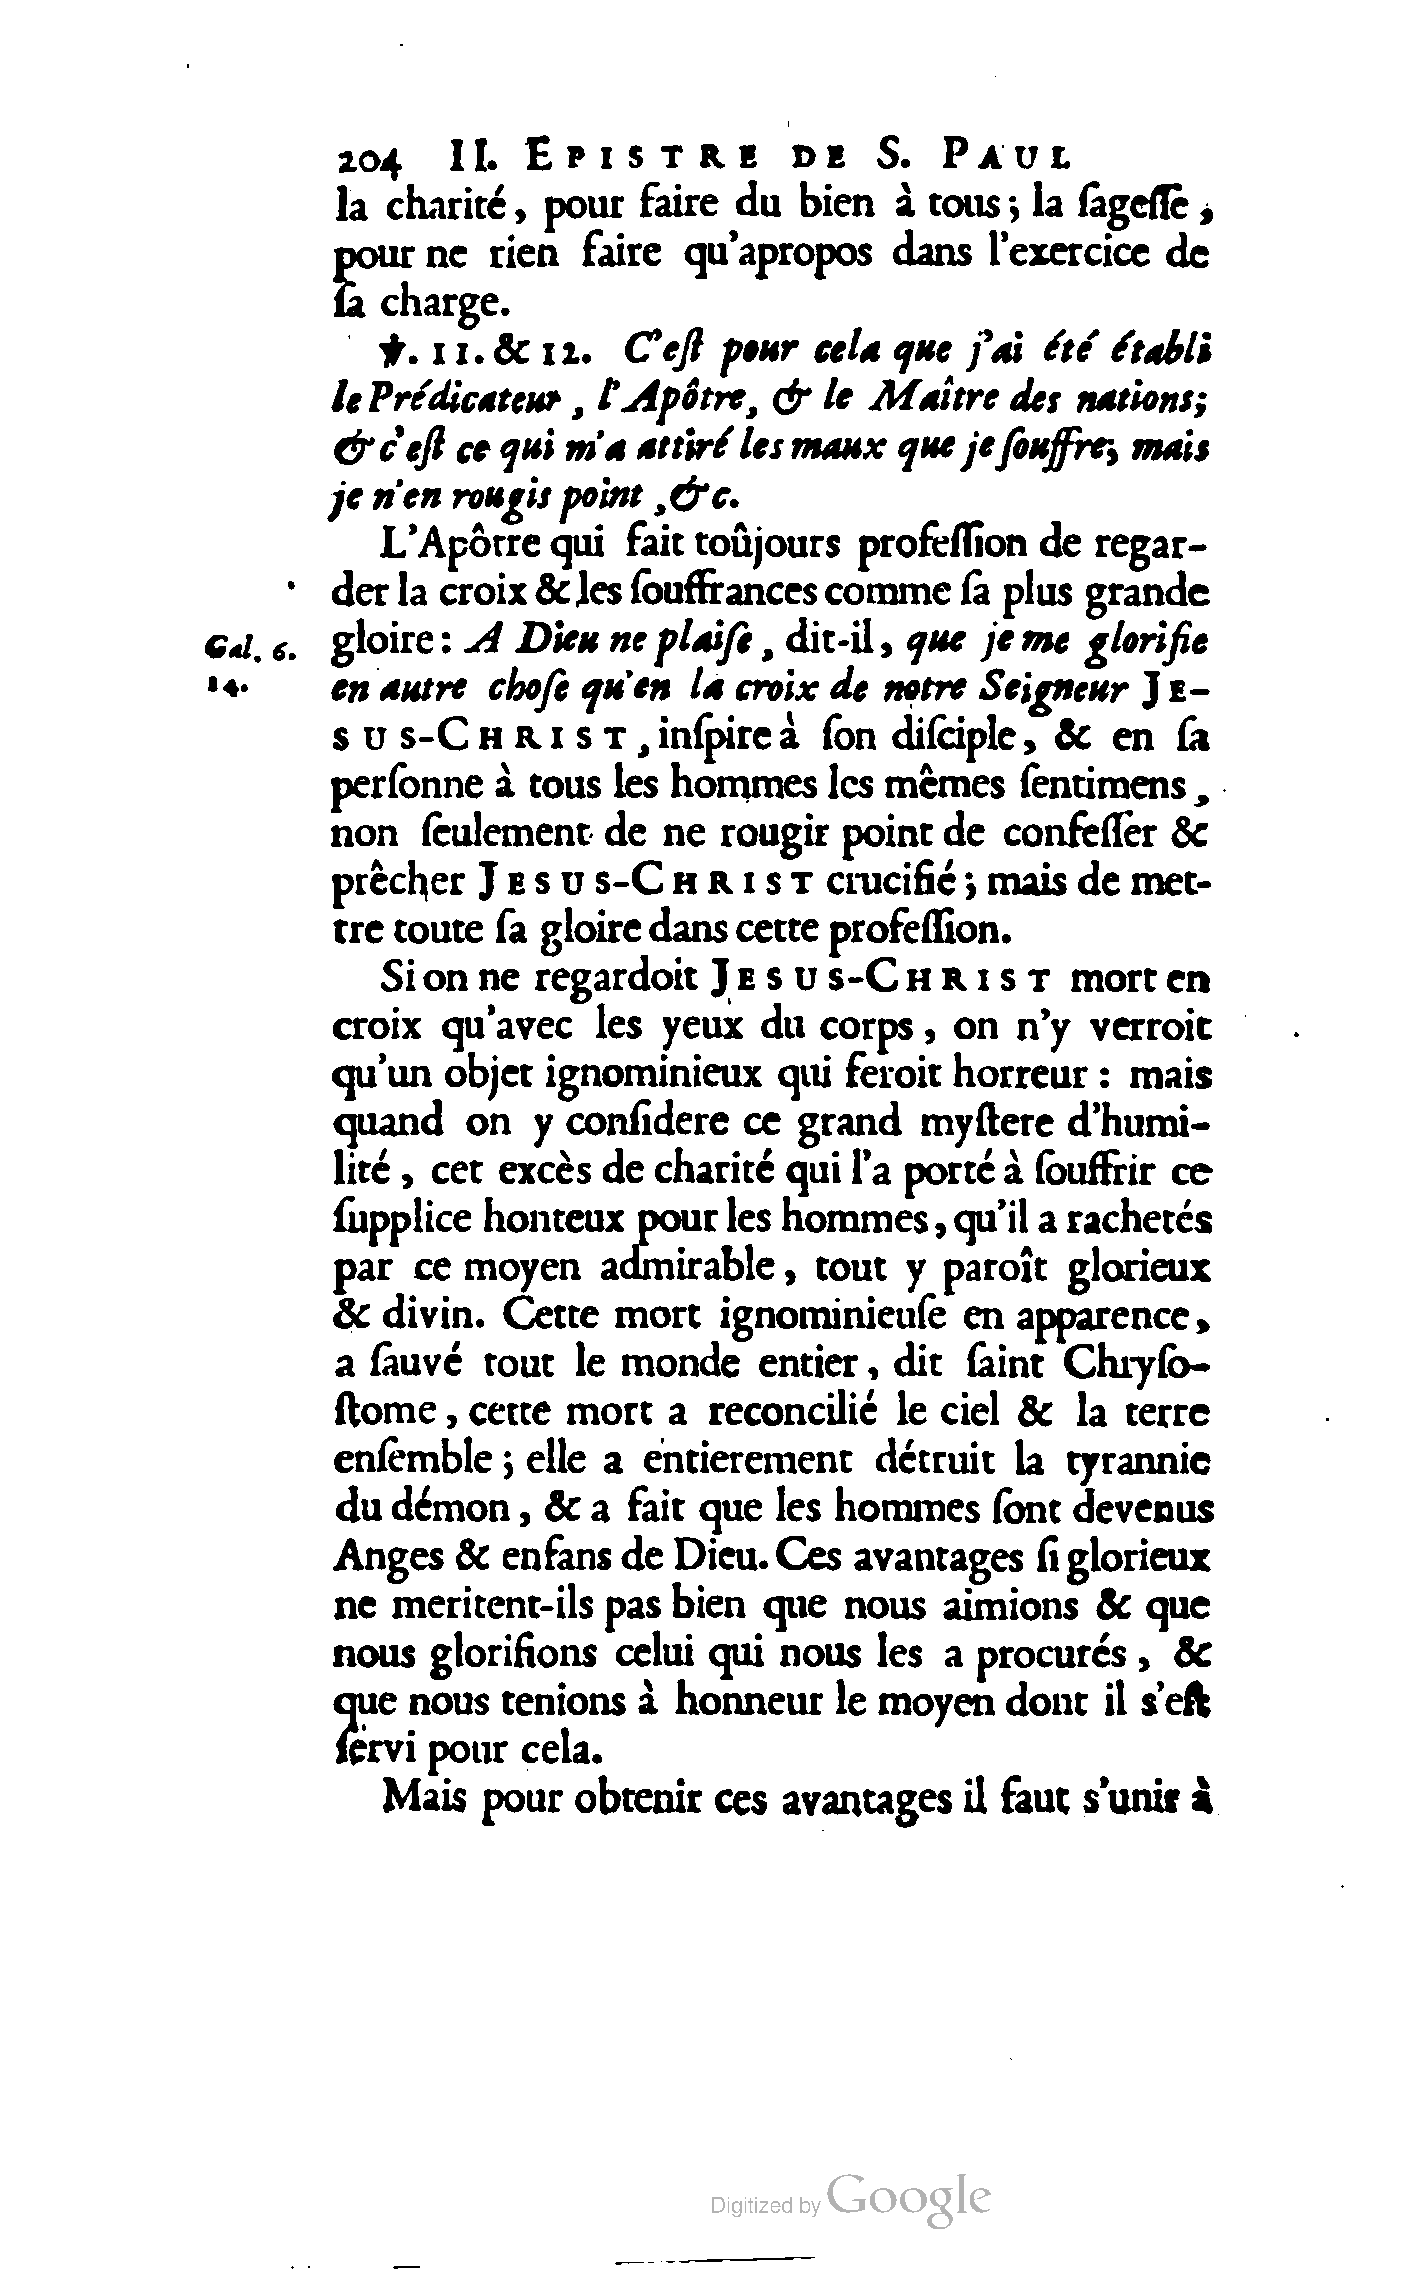 204 II. EPISTRE DE S. PAUL
la charité, pour faire du bien à tous; la ſageſſe,
pour ne rien faire qu'apropos dans l'exercice de
ſa charge.
℣. 11. & 12. C'eſt pour cela que j'ai été établi
le Prédicateur, l'Apôtre, & le Maître des nations;
& c'eſt ce qui m'a attiré les maux que je ſouffre; mais
je n'en rougis point, &c.
L'Apôtre qui fait toûjours profeſſion de regar-
der la croix & les ſouffrances comme ſa plus grande
Gal. 6. gloire: A Dieu ne plaiſe, dit-il, que je me glorifie
14. en autre choſe qu'en la croix de notre Seigneur JE-
SUS-CHRIST, inſpire à ſon diſciple, & en ſa
perſonne à tous les hommes les mêmes ſentimens,
non ſeulement de ne rougir point de confeſſer &
prêcher JESUS-CHRIST crucifié; mais de met-
tre toute ſa gloire dans cette profeſſion.
Si on ne regardoit JESUS-CHRIST mort en
croix qu'avec les yeux du corps, on n'y verroit
qu'un objet ignominieux qui feroit horreur: mais
quand on y conſidere ce grand myſtere d'humi-
lité, cet excès de charité qui l'a porté à ſouffrir ce
ſupplice honteux pour les hommes, qu'il a rachetés
par ce moyen admirable, tout y paroît glorieux
& divin. Cette mort ignominieuſe en apparence,
a ſauvé tout le monde entier, dit ſaint Chryſo-
ſtome, cette mort a reconcilié le ciel & la terre
enſemble; elle a entierement détruit la tyrannie
du démon, & a fait que les hommes ſont devenus
Anges & enfans de Dieu. Ces avantages ſi glorieux
ne meritent-ils pas bien que nous aimions & que
nous glorifions celui qui nous les a procurés, &
que nous tenions à honneur le moyen dont il s'eſt
ſervi pour cela.
Mais pour obtenir ces avantages il faut s'unir à
Digitized by Google